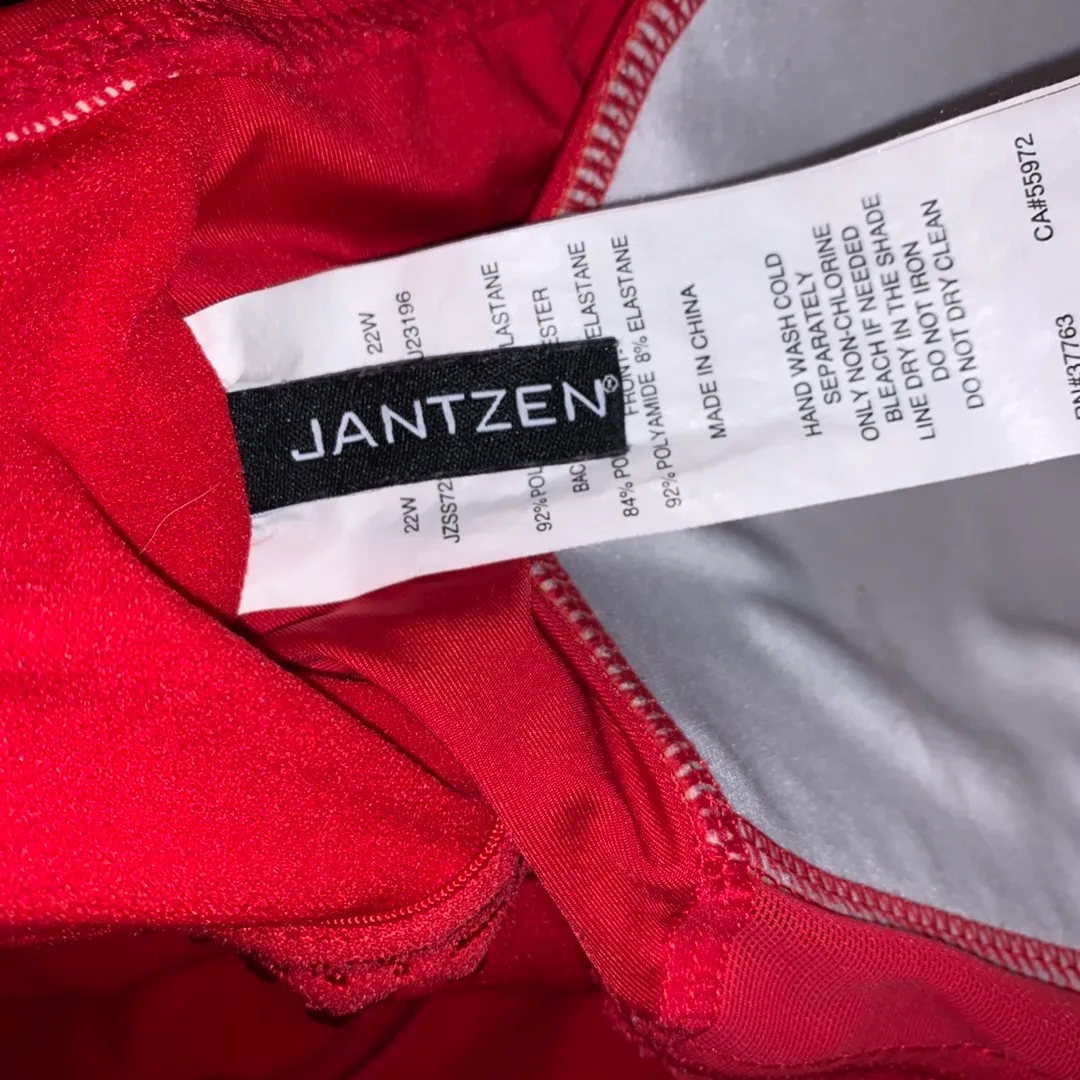 JANTZEN®
22W
22W
JZSS72
J23196
92% POL
ESTER
LASTANE
BAC
84% PO
ELASTANE
FRONT
92% POLYAMIDE 8% ELASTANE
MADE IN CHINA
HAND WASH COLD
SEPARATELY
ONLY NON-CHLORINE
BLEACH IF NEEDED
LINE DRY IN THE SHADE
DO NOT IRON
DO NOT DRY CLEAN
RN#37763
CA#55972